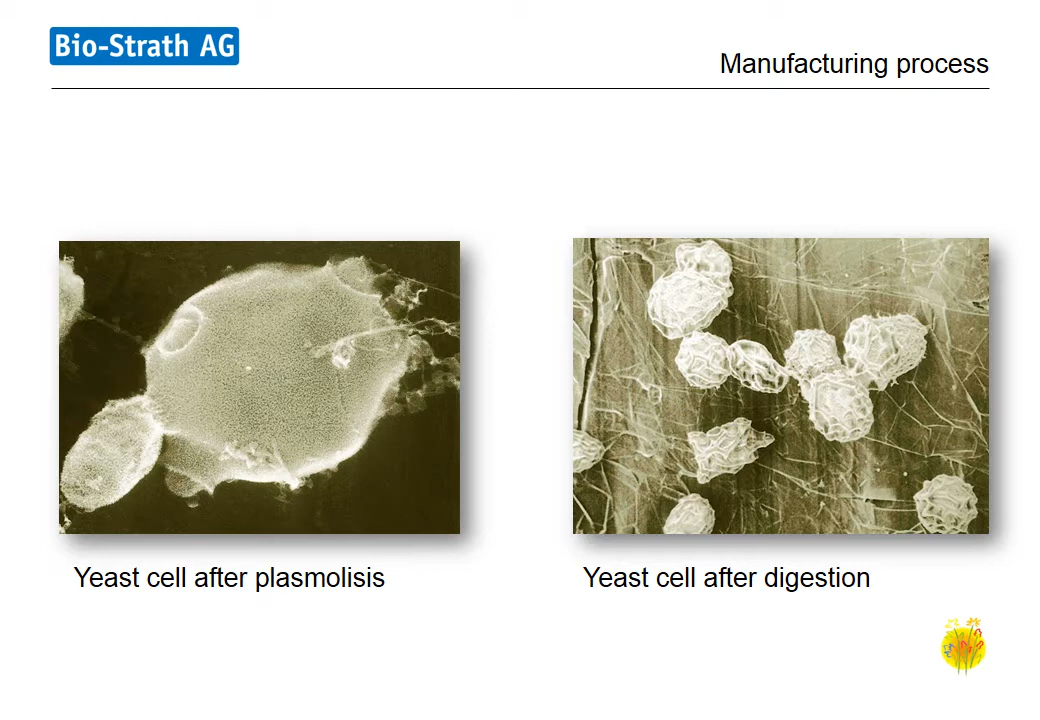 Bio-Strath AG
Manufacturing process
Yeast cell after plasmolisis
Yeast cell after digestion